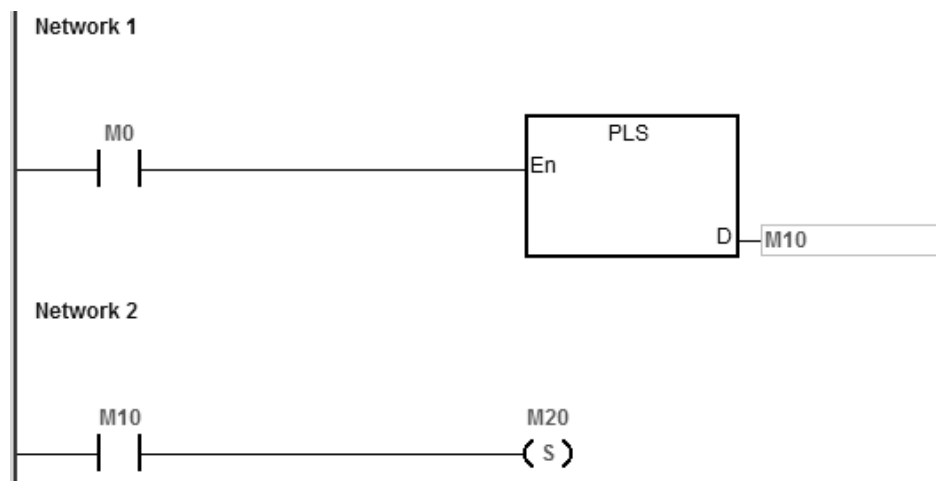 Network 1
M0
PLS
En
D
M10
Network 2
M10
M20
S